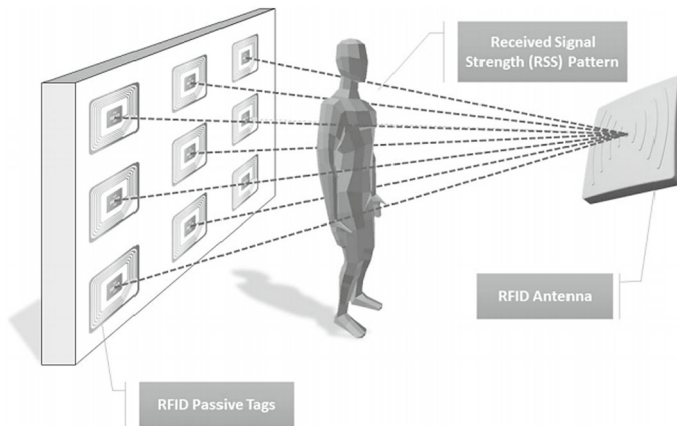 Received Signal
Strength (RSS) Pattern
RFID Antenna
RFID Passive Tags